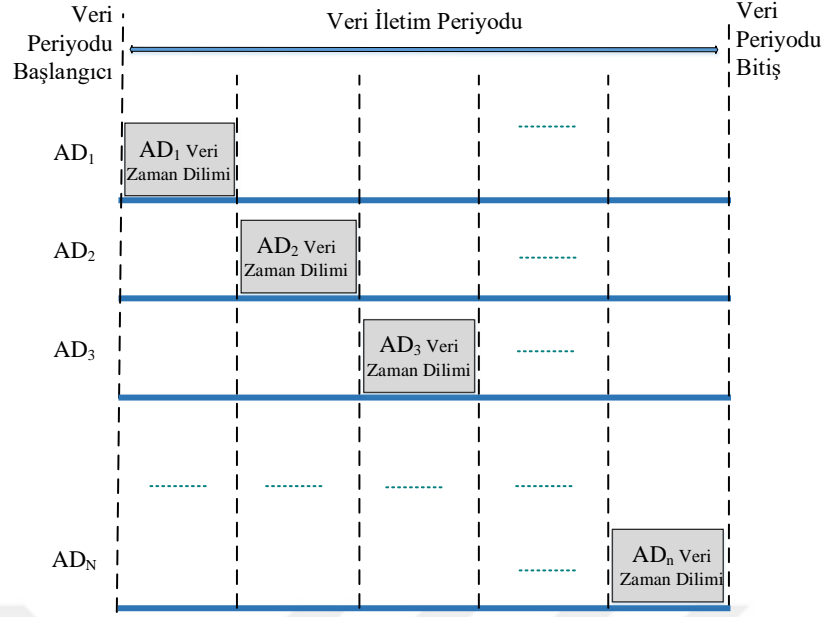 Veri
Periyodu
Başlangıcı
Veri İletim Periyodu
Veri
Periyodu
Bitiş
AD₁
AD₁ Veri
Zaman Dilimi
AD₂
AD₂ Veri
Zaman Dilimi
AD₃
AD₃ Veri
Zaman Dilimi
AD_N
ADₙ Veri
Zaman Dilimi